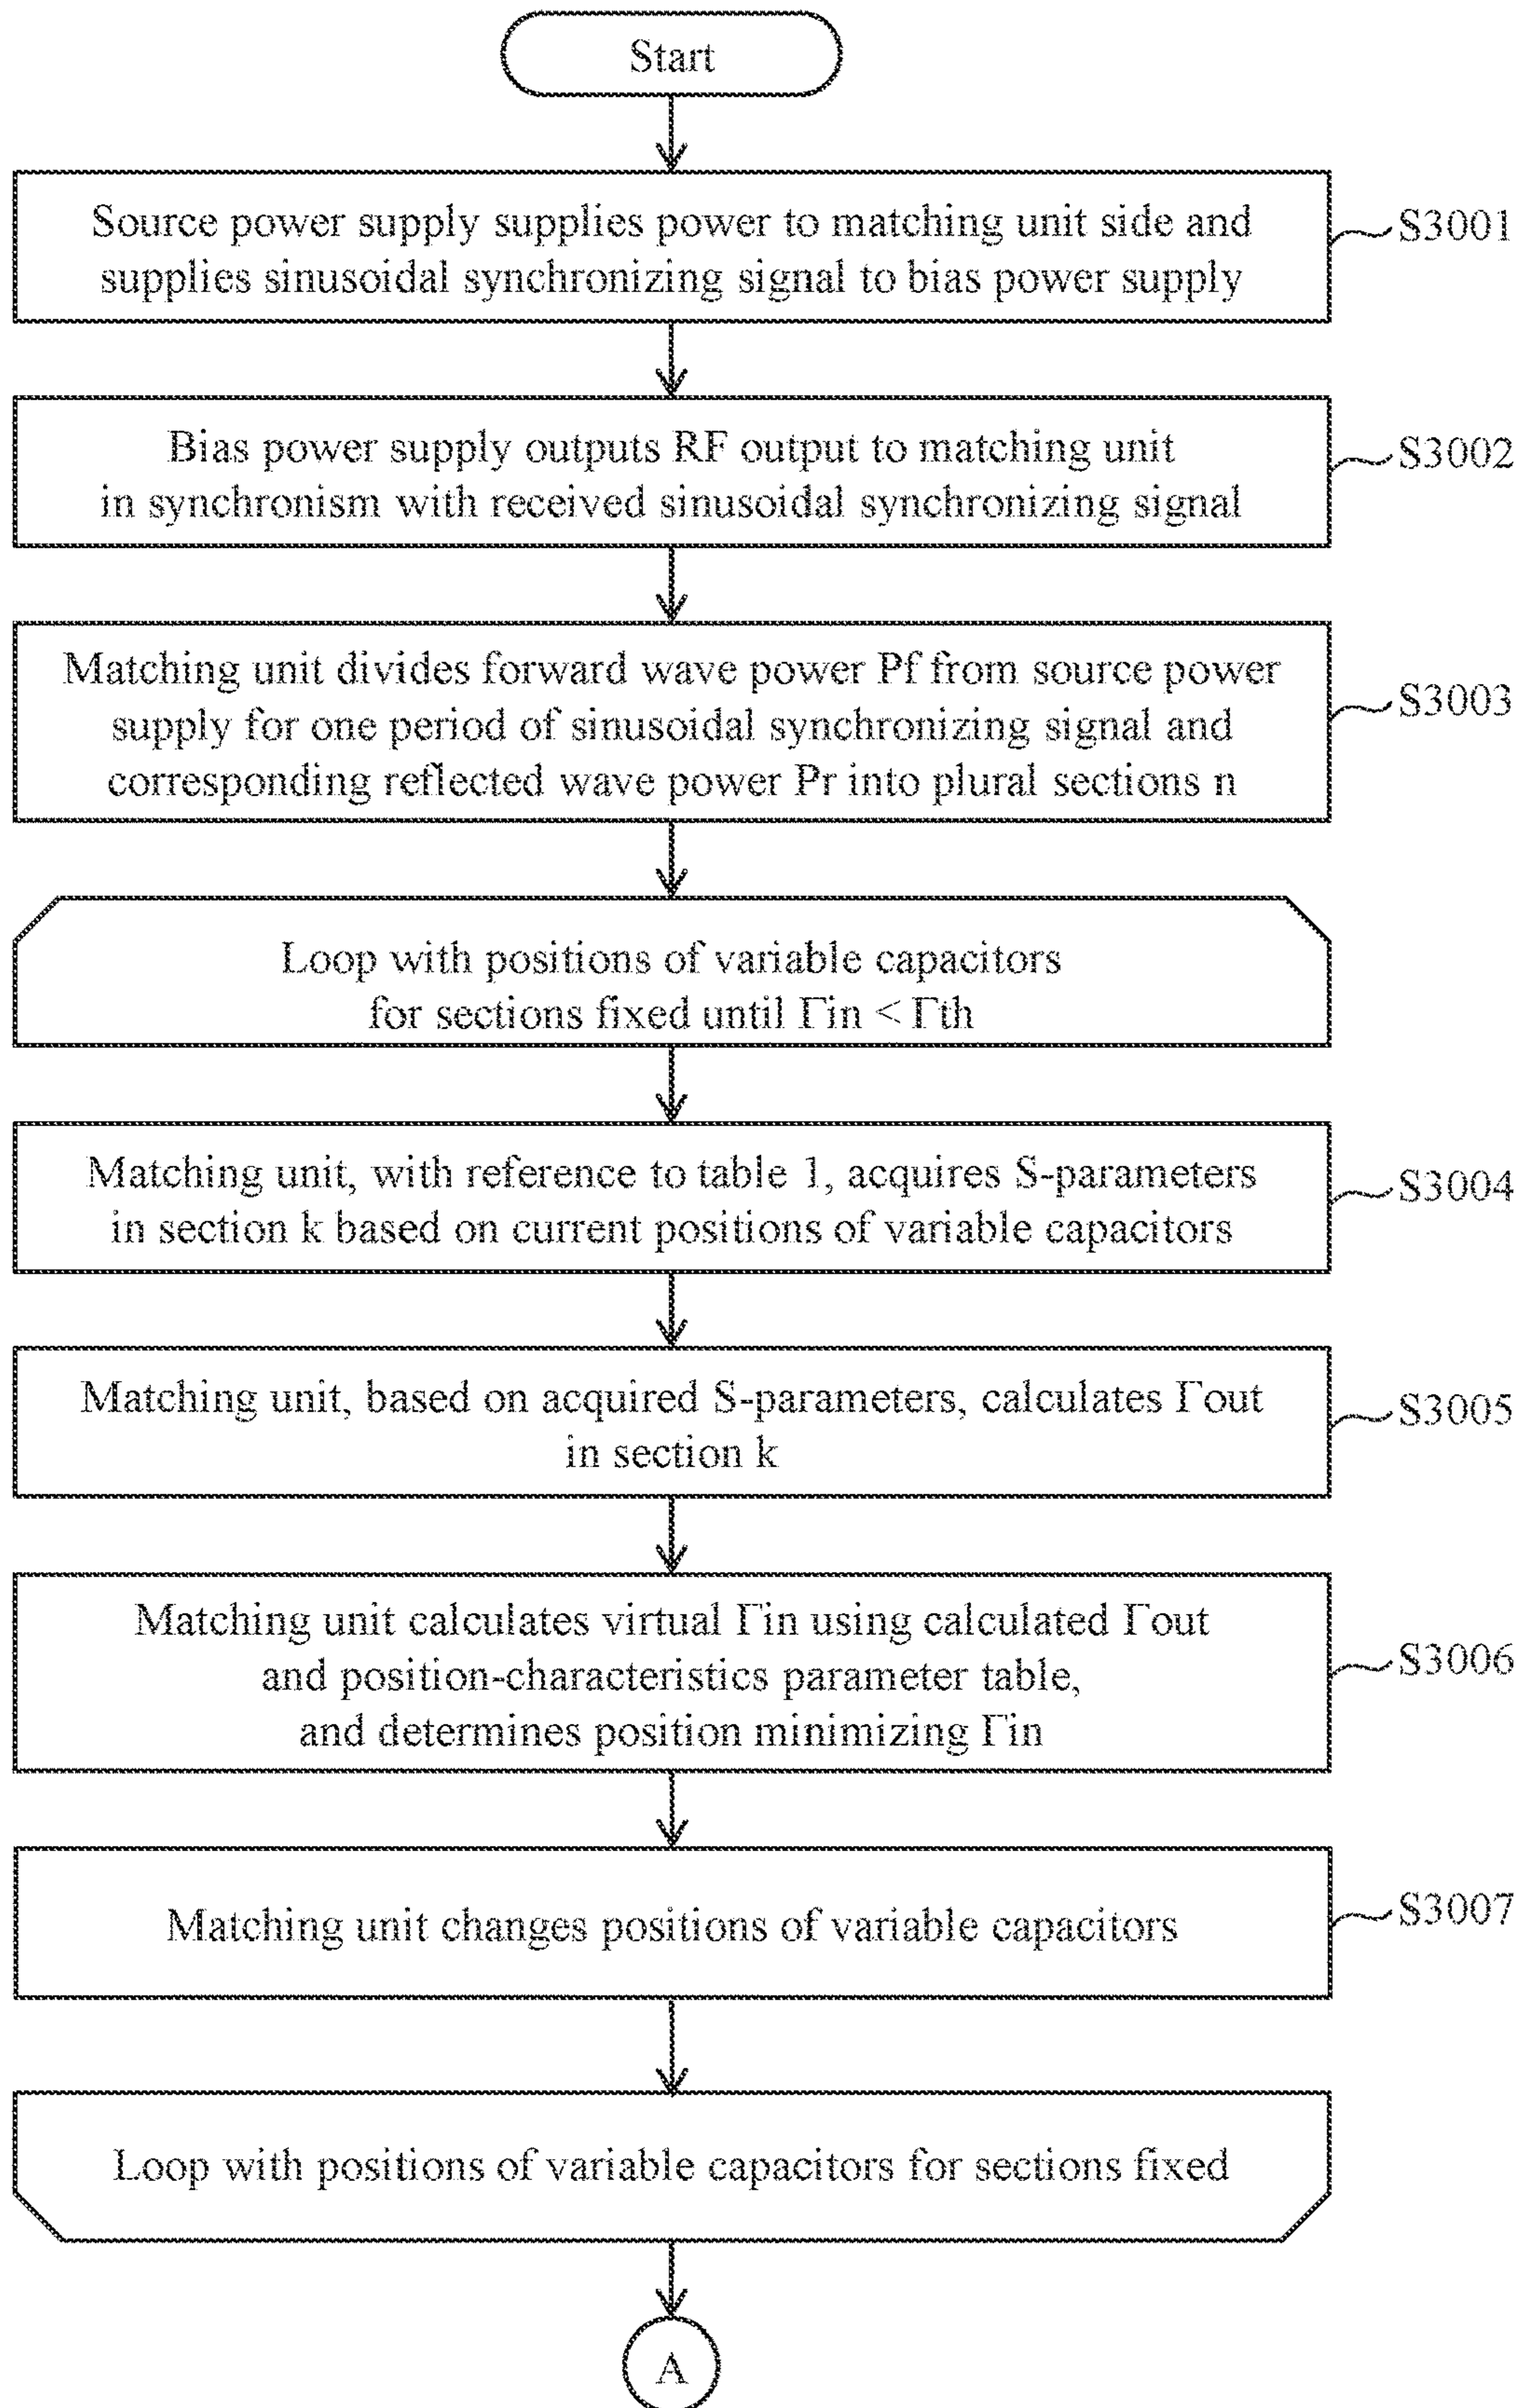 Start
Source power supply supplies power to matching unit side and
supplies sinusoidal synchronizing signal to bias power supply
S3001
Bias power supply outputs RF output to matching unit
in synchronism with received sinusoidal synchronizing signal
S3002
Matching unit divides forward wave power Pf from source power
supply for one period of sinusoidal synchronizing signal and
corresponding reflected wave power Pr into plural sections n
S3003
Loop with positions of variable capacitors
for sections fixed until Γin < Γth
Matching unit, with reference to table 1, acquires S-parameters
in section k based on current positions of variable capacitors
S3004
Matching unit, based on acquired S-parameters, calculates Γout
in section k
S3005
Matching unit calculates virtual Γin using calculated Γout
and position-characteristics parameter table,
and determines position minimizing Γin
S3006
Matching unit changes positions of variable capacitors
S3007
Loop with positions of variable capacitors for sections fixed
A